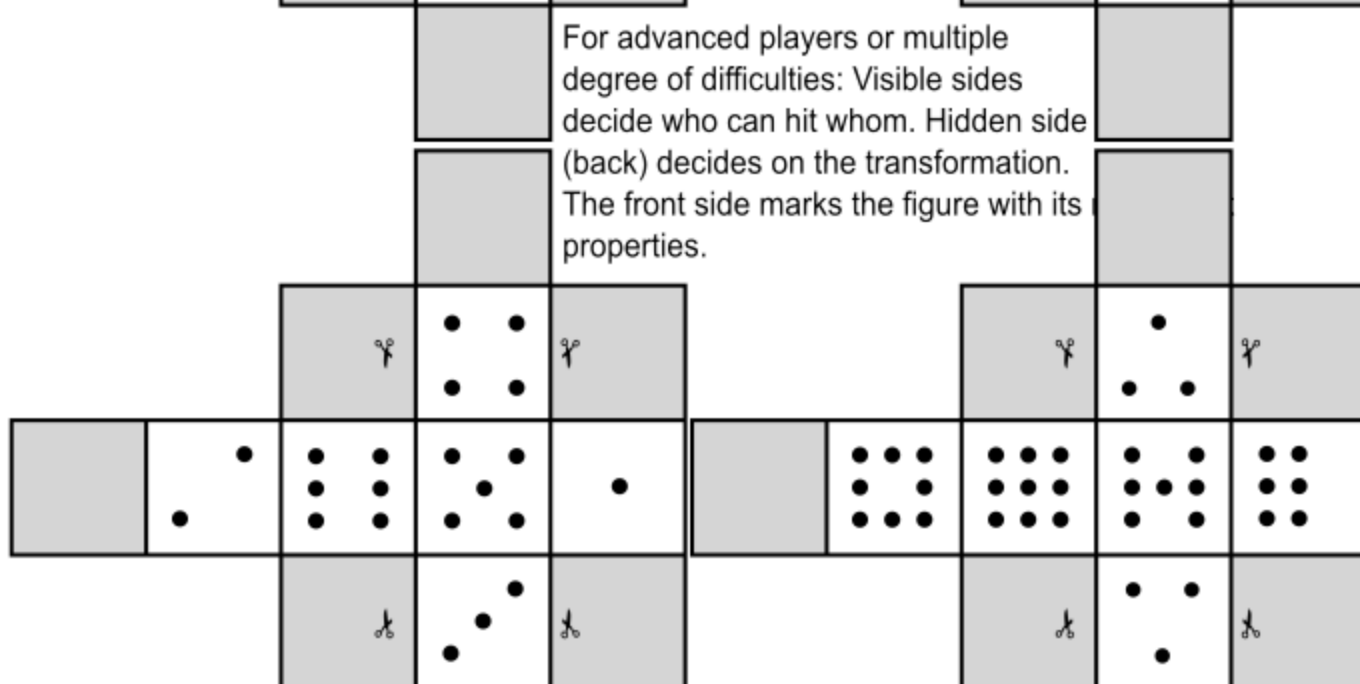 For advanced players or multiple
degree of difficulties: Visible sides
decide who can hit whom. Hidden side
(back) decides on the transformation.
The front side marks the figure with its
properties.